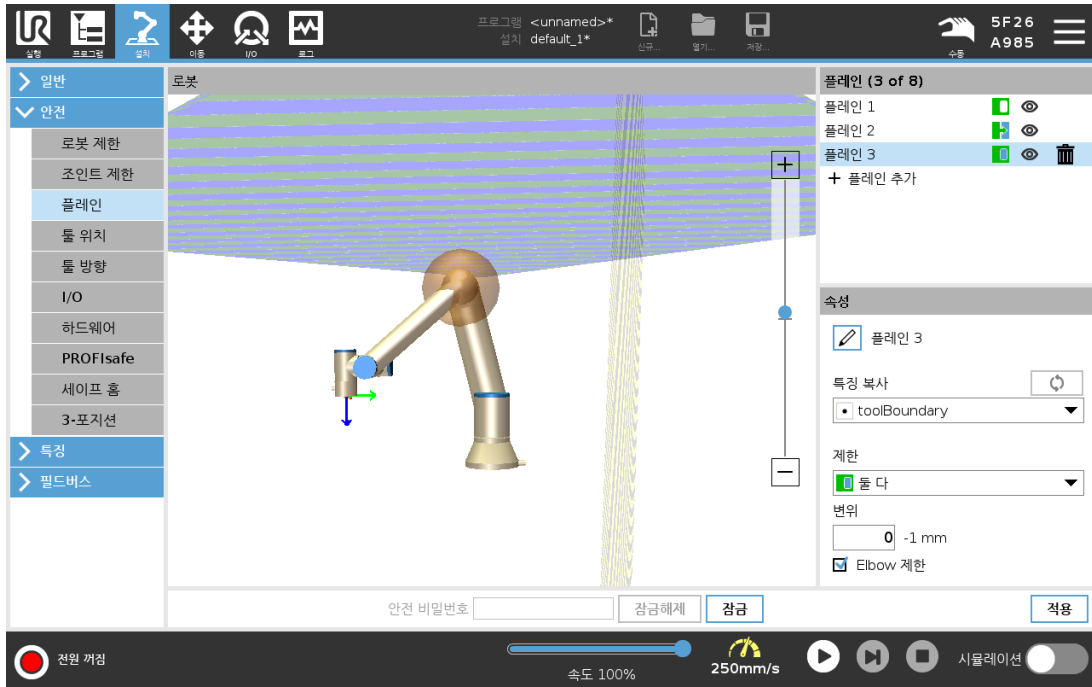 UR
실행
프로그램
설치
이동
I/O
로그
프로그램 <unnamed>*
설치 default_1*
신규...
열기...
저장...
수동
5F26
A985
일반
안전
로봇 제한
조인트 제한
플레인
툴 위치
툴 방향
I/O
하드웨어
PROFIsafe
세이프 홈
3-포지션
특징
필드버스
로봇
플레인 (3 of 8)
플레인 1
플레인 2
플레인 3
+ 플레인 추가
속성
플레인 3
특징 복사
toolBoundary
제한
둘 다
변위
0 -1 mm
Elbow 제한
안전 비밀번호
잠금해제
잠금
적용
전원 꺼짐
속도 100%
250mm/s
시뮬레이션